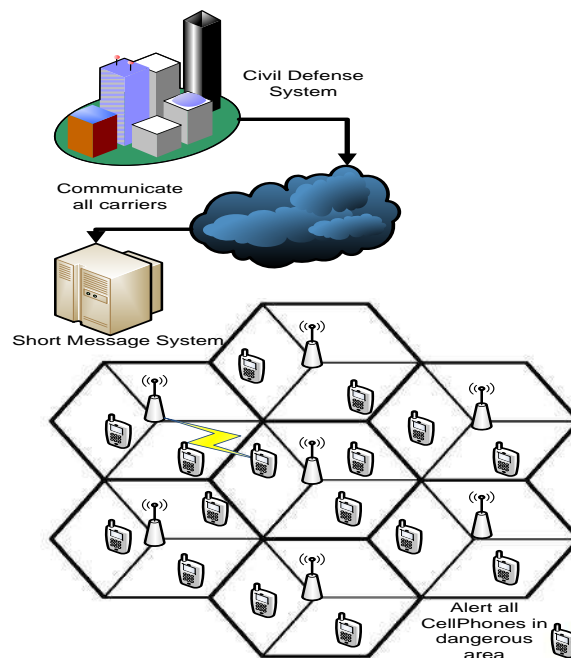 Civil Defense
System
Communicate
all carriers
Short Message System
Alert all
CellPhones in
dangerous
area